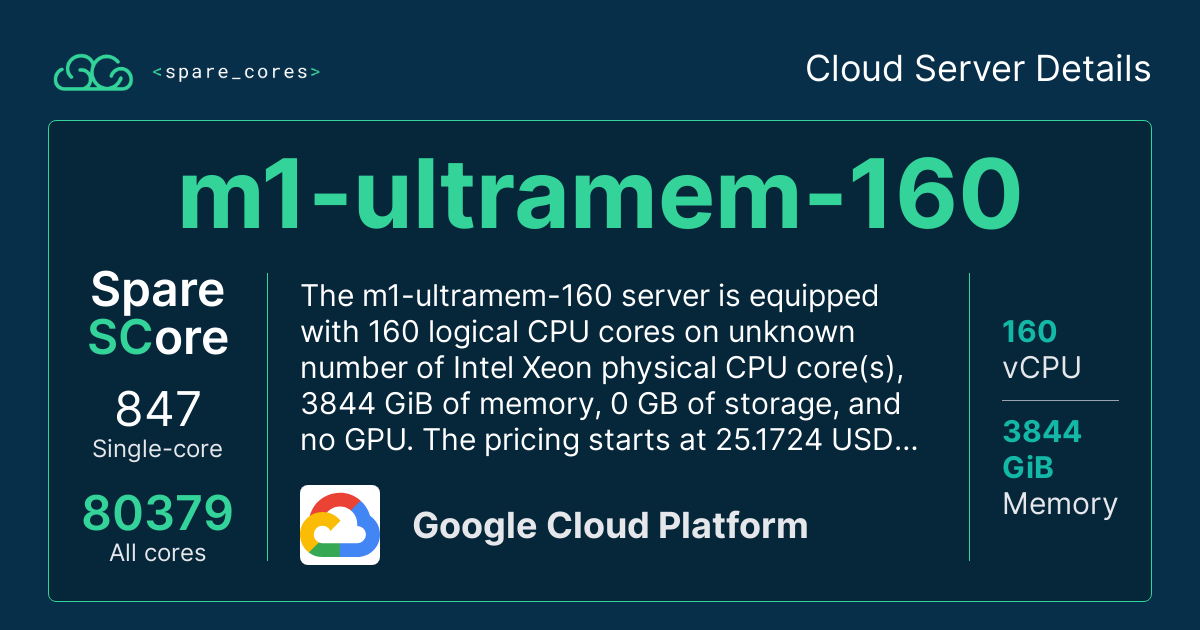 <spare_cores>
Cloud Server Details
m1-ultramem-160
Spare
SCore
847
Single-core
80379
All cores
The m1-ultramem-160 server is equipped
with 160 logical CPU cores on unknown
number of Intel Xeon physical CPU core(s),
3844 GiB of memory, 0 GB of storage, and
no GPU. The pricing starts at 25.1724 USD...
Google Cloud Platform
160
vCPU
3844
GiB
Memory